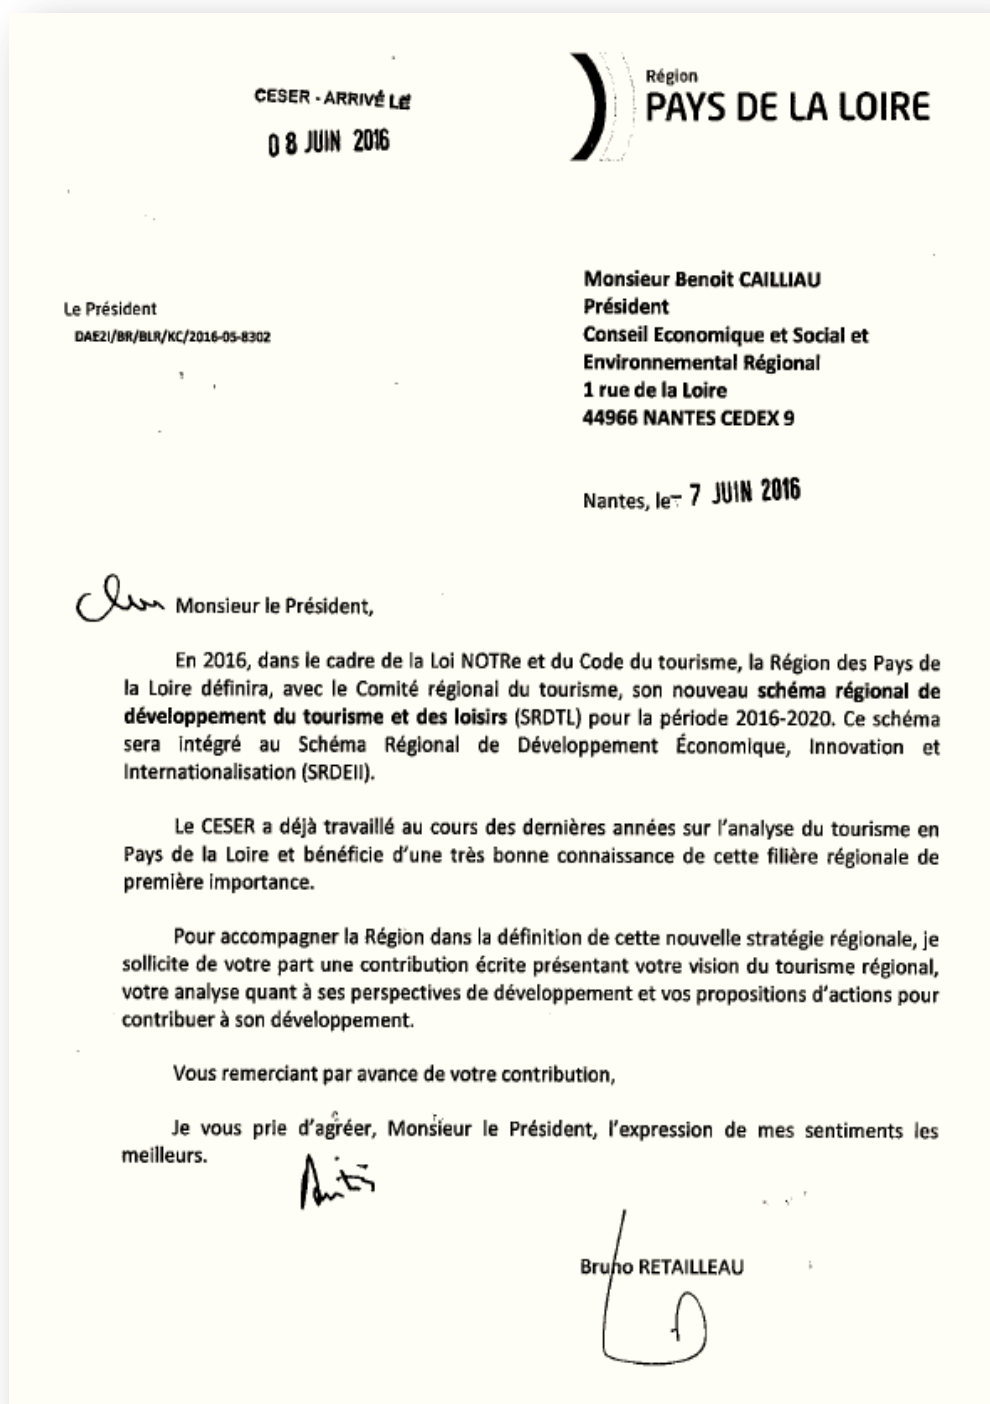 CESER - ARRIVÉ LE
08 JUIN 2016
Région
PAYS DE LA LOIRE
Le Président
DAE2I/BR/BLR/KC/2016-05-8302
Monsieur Benoit CAILLIAU
Président
Conseil Economique et Social et
Environnemental Régional
1 rue de la Loire
44966 NANTES CEDEX 9
Nantes, le - 7 JUIN 2016
Cher Monsieur le Président,
En 2016, dans le cadre de la Loi NOTRe et du Code du tourisme, la Région des Pays de
la Loire définira, avec le Comité régional du tourisme, son nouveau schéma régional de
développement du tourisme et des loisirs (SRDTL) pour la période 2016-2020. Ce schéma
sera intégré au Schéma Régional de Développement Économique, Innovation et
Internationalisation (SRDEII).
Le CESER a déjà travaillé au cours des dernières années sur l'analyse du tourisme en
Pays de la Loire et bénéficie d'une très bonne connaissance de cette filière régionale de
première importance.
Pour accompagner la Région dans la définition de cette nouvelle stratégie régionale, je
sollicite de votre part une contribution écrite présentant votre vision du tourisme régional,
votre analyse quant à ses perspectives de développement et vos propositions d'actions pour
contribuer à son développement.
Vous remerciant par avance de votre contribution,
Je vous prie d'agréer, Monsieur le Président, l'expression de mes sentiments les
meilleurs.
Bruno RETAILLEAU